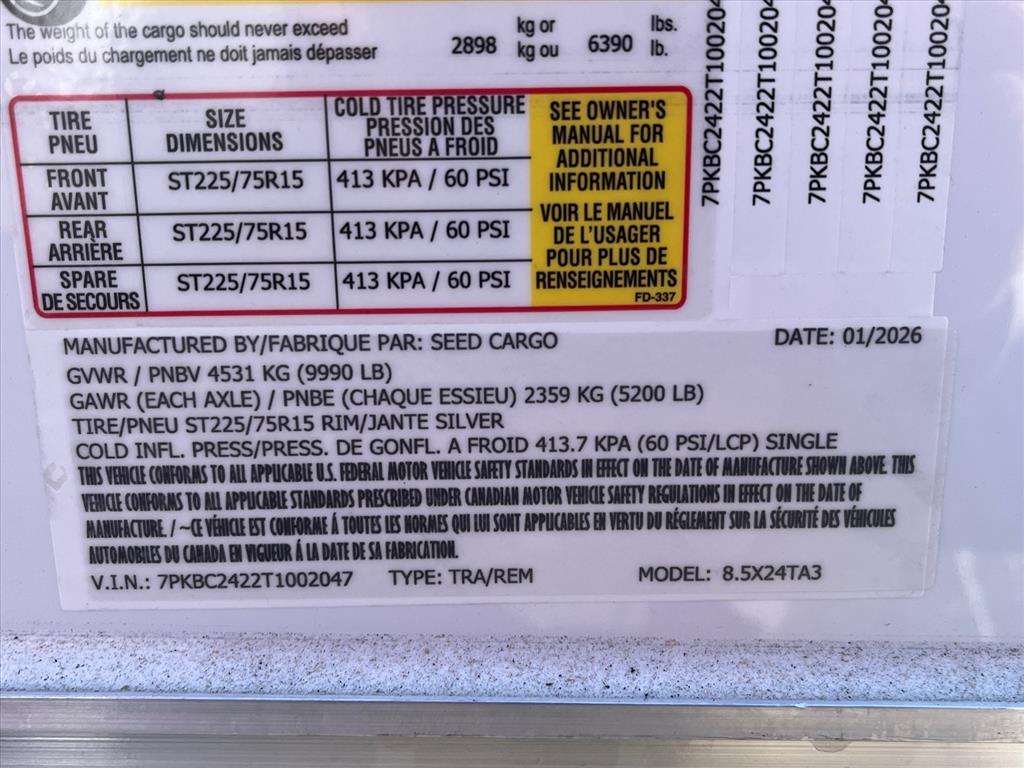 The weight of the cargo should never exceed kg or lbs.
Le poids du chargement ne doit jamais dépasser 2898 kg ou 6390 lb.
TIRE PNEU
SIZE DIMENSIONS
COLD TIRE PRESSURE
PRESSION DES
PNEUS A FROID
SEE OWNER'S
MANUAL FOR
ADDITIONAL
INFORMATION
VOIR LE MANUEL
DE L'USAGER
POUR PLUS DE
RENSEIGNEMENTS
FD-337
FRONT AVANT ST225/75R15 413 KPA / 60 PSI
REAR ARRIÈRE ST225/75R15 413 KPA / 60 PSI
SPARE DE SECOURS ST225/75R15 413 KPA / 60 PSI
7PKBC2422T100204
7PKBC2422T100204
7PKBC2422T100204
7PKBC2422T100204
7PKBC2422T100204
MANUFACTURED BY/FABRIQUE PAR: SEED CARGO DATE: 01/2026
GVWR / PNBV 4531 KG (9990 LB)
GAWR (EACH AXLE) / PNBE (CHAQUE ESSIEU) 2359 KG (5200 LB)
TIRE/PNEU ST225/75R15 RIM/JANTE SILVER
COLD INFL. PRESS/PRESS. DE GONFL. A FROID 413.7 KPA (60 PSI/LCP) SINGLE
THIS VEHICLE CONFORMS TO ALL APPLICABLE U.S. FEDERAL MOTOR VEHICLE SAFETY STANDARDS IN EFFECT ON THE DATE OF MANUFACTURE SHOWN ABOVE. THIS
VEHICLE CONFORMS TO ALL APPLICABLE STANDARDS PRESCRIBED UNDER CANADIAN MOTOR VEHICLE SAFETY REGULATIONS IN EFFECT ON THE DATE OF
MANUFACTURE. / ~CE VÉHICLE EST CONFORME Á TOUTES LES NORMES QUI LUI SONT APPLICABLES EN VERTU DU RÉGLEMENT SUR LA SÉCURITÉ DES VÉHICULES
AUTOMOBILES DU CANADA EN VIGUEUR Á LA DATE DE SA FABRICATION.
V.I.N.: 7PKBC2422T1002047 TYPE: TRA/REM MODEL: 8.5X24TA3